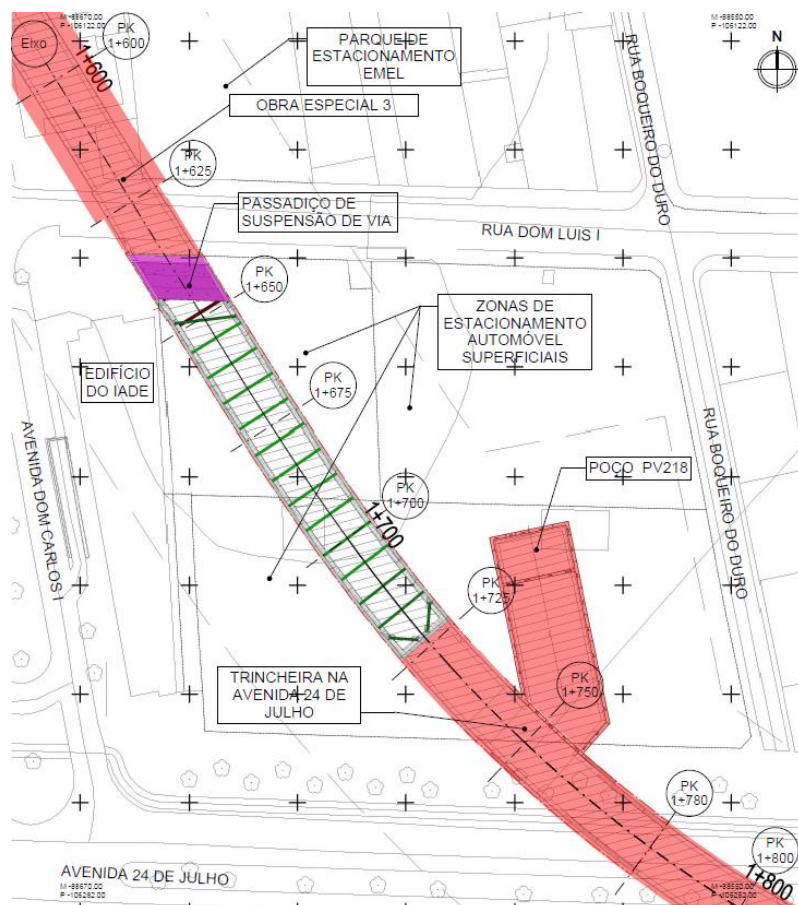 M -88670.00
P -106122.00
M -88550.00
P -106122.00
Eixo
PK
1+600
1+600
PARQUE DE
ESTACIONAMENTO
EMEL
N
OBRA ESPECIAL 3
RUA BOQUEIRO DO DURO
PK
1+625
PASSADIÇO DE
SUSPENSÃO DE VIA
RUA DOM LUIS I
PK
1+650
ZONAS DE
ESTACIONAMENTO
AUTOMÓVEL
SUPERFICIAIS
EDIFÍCIO
DO IADE
PK
1+675
AVENIDA DOM CARLOS I
RUA BOQUEIRO DO DURO
POÇO PV218
PK
1+700
1+700
PK
1+725
TRINCHEIRA NA
AVENIDA 24 DE
JULHO
PK
1+750
PK
1+780
PK
1+800
1+800
AVENIDA 24 DE JULHO
M -88670.00
P -106262.00
M -88550.00
P -106262.00